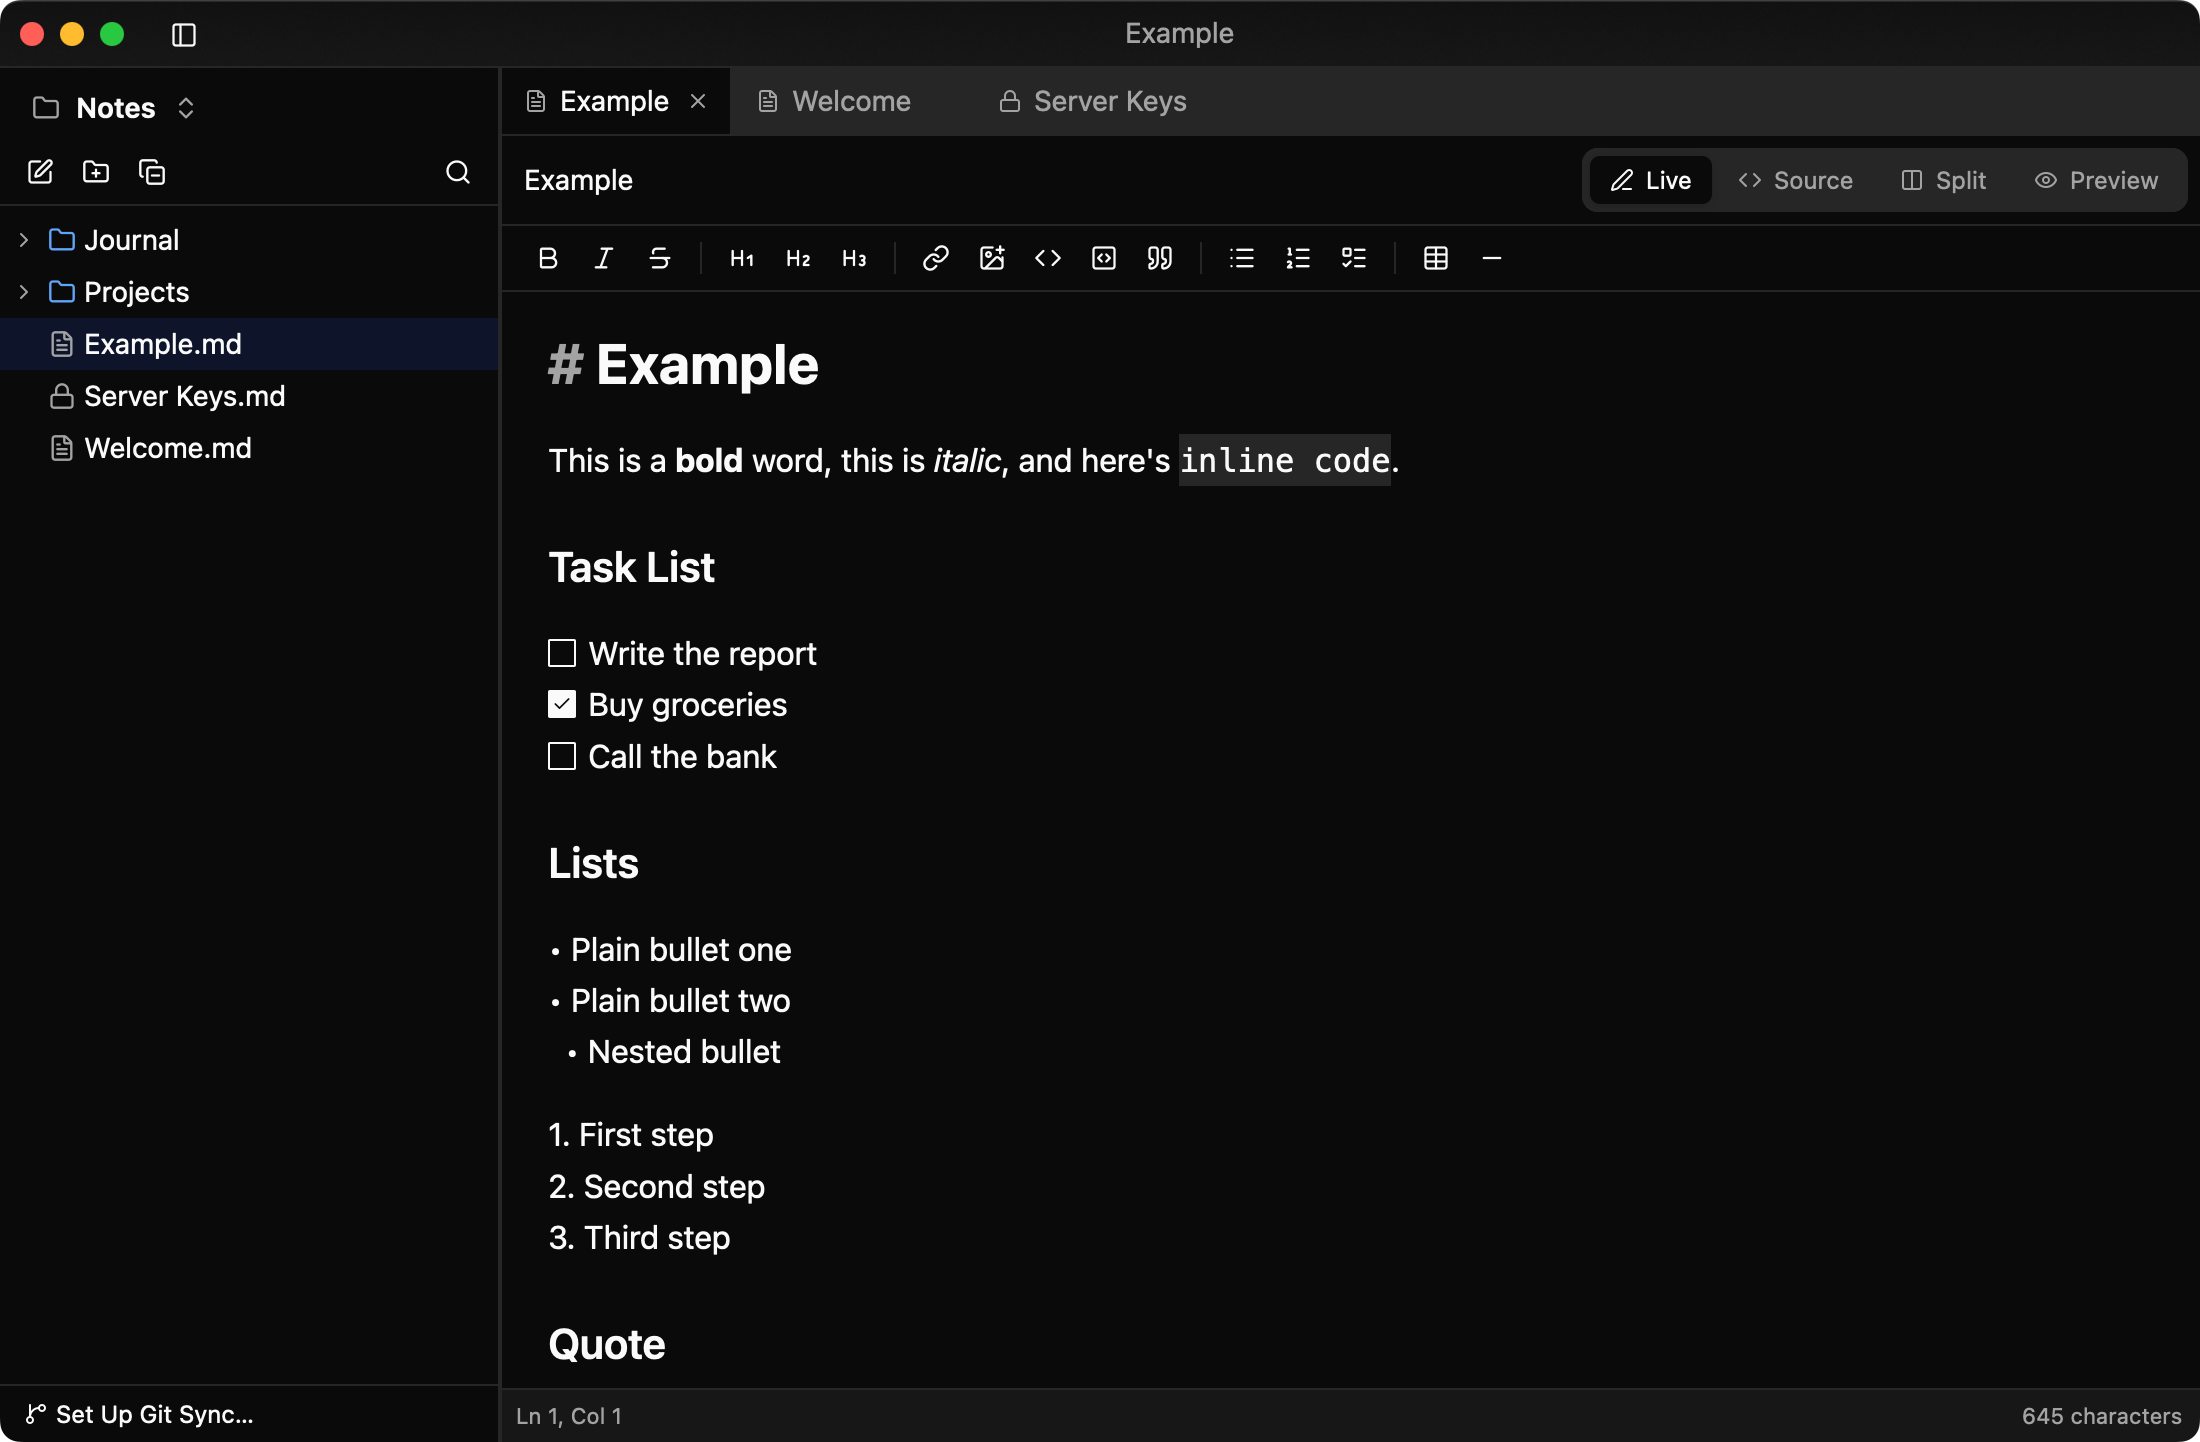 Example
Notes
Example
Welcome
Server Keys
Example
Live
Source
Split
Preview
Journal
Projects
Example.md
Server Keys.md
Welcome.md
H1
H2
H3
# Example
This is a bold word, this is italic, and here's inline code.
Task List
Write the report
Buy groceries
Call the bank
Lists
• Plain bullet one
• Plain bullet two
• Nested bullet
1. First step
2. Second step
3. Third step
Quote
Set Up Git Sync...
Ln 1, Col 1
645 characters